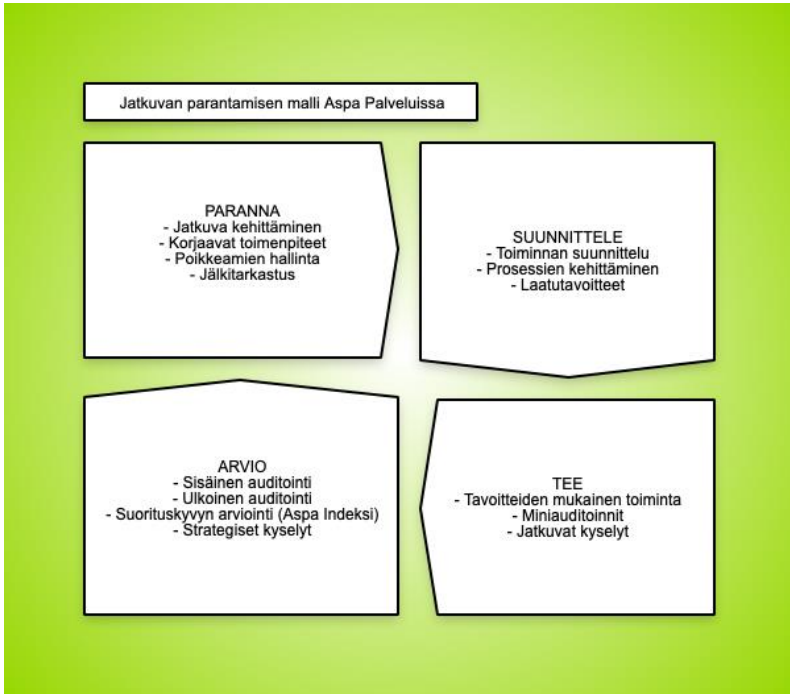 Jatkuvan parantamisen malli Aspa Palveluissa
PARANNA
- Jatkuva kehittäminen
- Korjaavat toimenpiteet
- Poikkeamien hallinta
- Jälkitarkastus
SUUNNITTELE
- Toiminnan suunnittelu
- Prosessien kehittäminen
- Laatutavoitteet
ARVIO
- Sisäinen auditointi
- Ulkoinen auditointi
- Suorituskyvyn arviointi (Aspa Indeksi)
- Strategiset kyselyt
TEE
- Tavoitteiden mukainen toiminta
- Miniauditoinnit
- Jatkuvat kyselyt